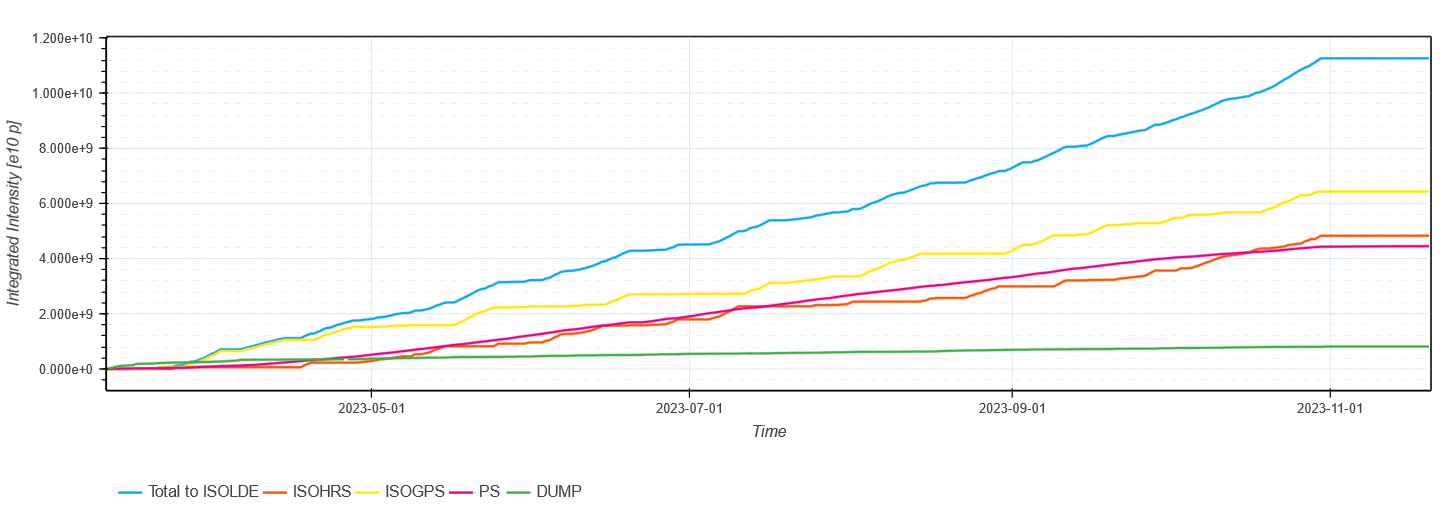 1.200e+10
1.000e+10
8.000e+9
6.000e+9
4.000e+9
2.000e+9
0.000e+0
Integrated Intensity [e10 p]
2023-05-01 2023-07-01 2023-09-01 2023-11-01
Time
Total to ISOLDE ISOHRS ISOGPS PS DUMP